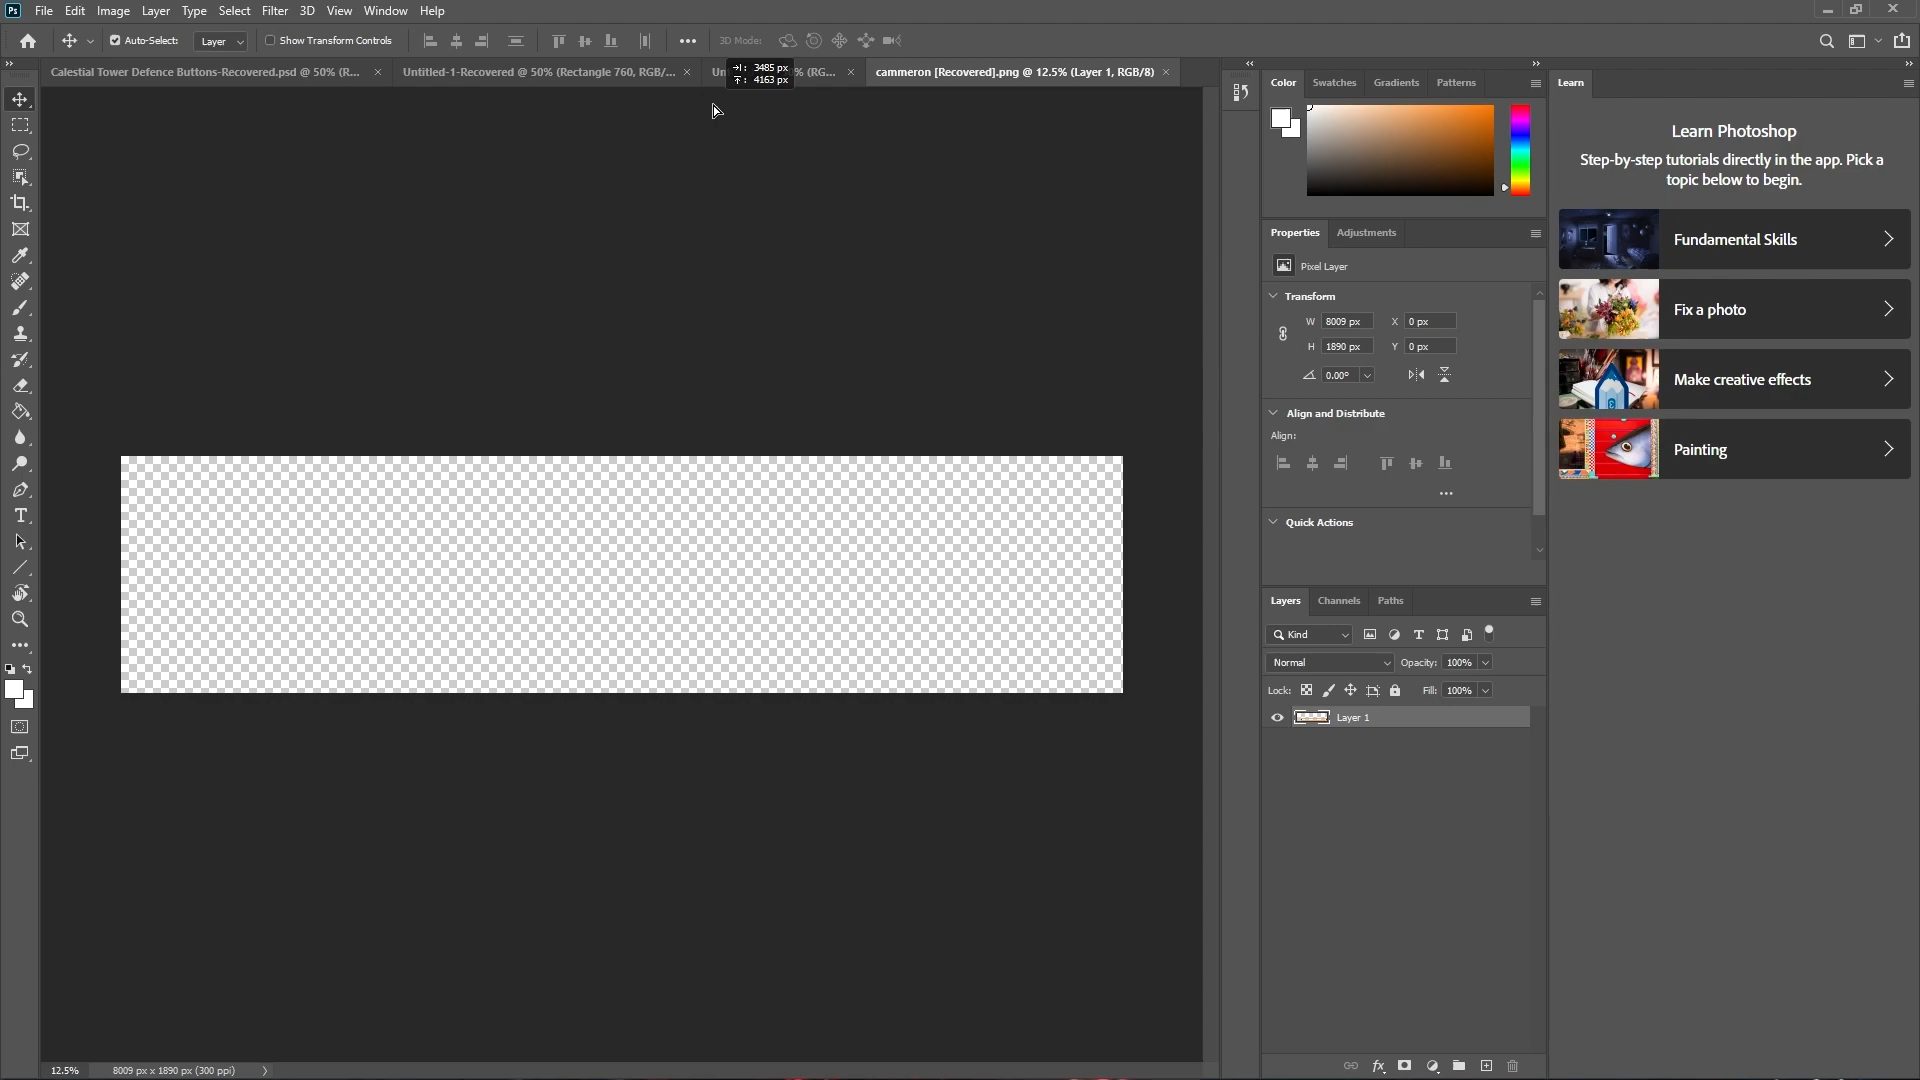 Ps File Edit Image Layer Type Select Filter 3D View Window Help
Auto-Select: Layer Show Transform Controls 3D Mode:
Calestial Tower Defence Buttons-Recovered.psd @ 50% (R... Untitled-1-Recovered @ 50% (Rectangle 760, RGB/... Un % (RG... cammeron [Recovered].png @ 12.5% (Layer 1, RGB/8)
3485 px
4163 px
Color Swatches Gradients Patterns
Properties Adjustments
Pixel Layer
Transform
W 8009 px X 0 px
H 1890 px Y 0 px
0.00°
Align and Distribute
Align:
Quick Actions
Layers Channels Paths
Kind
Normal Opacity: 100%
Lock: Fill: 100%
Layer 1
Learn
Learn Photoshop
Step-by-step tutorials directly in the app. Pick a
topic below to begin.
Fundamental Skills
Fix a photo
Make creative effects
Painting
12.5% 8009 px x 1890 px (300 ppi)